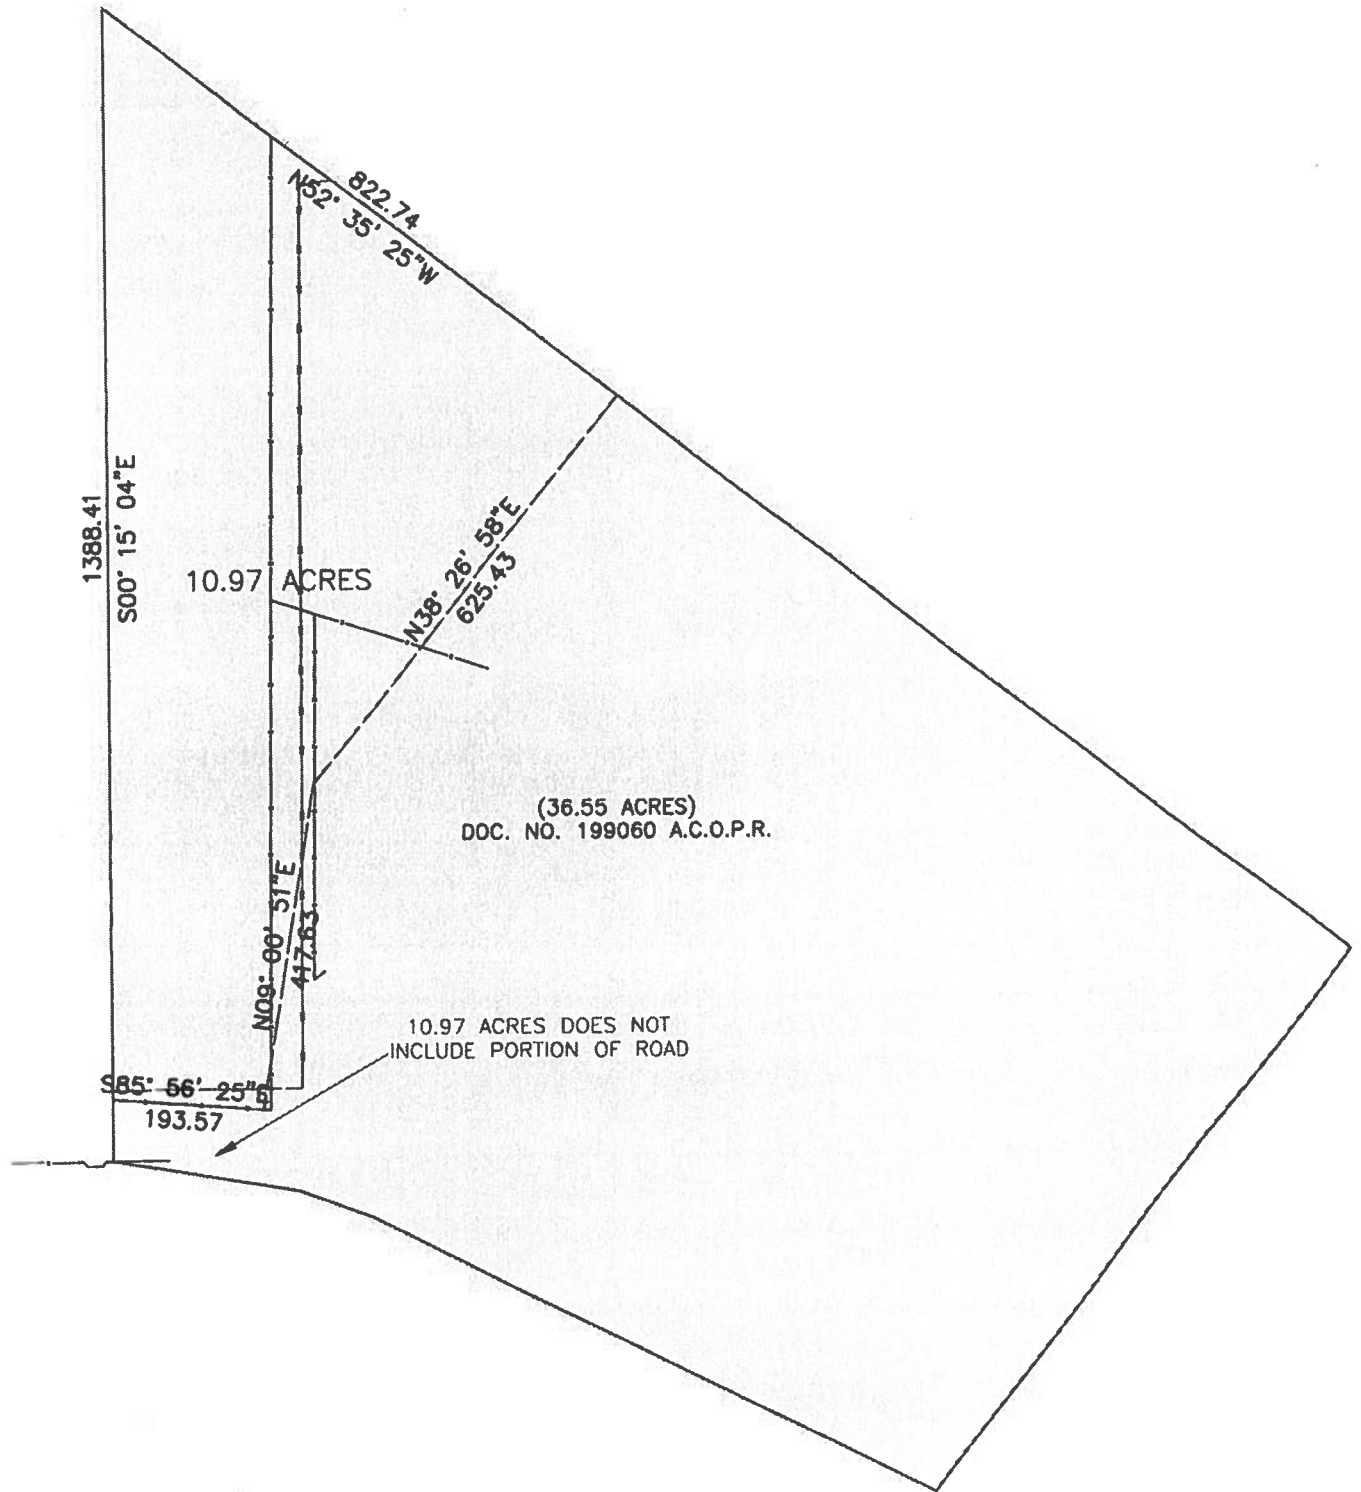 822.74
N52° 35' 25"W
1388.41
S00° 15' 04"E
N38° 26' 58"E
625.43
10.97 ACRES
(36.55 ACRES)
DOC. NO. 199060 A.C.O.P.R.
N09° 00' 51"E
417.63
10.97 ACRES DOES NOT
INCLUDE PORTION OF ROAD
S85° 56' 25"E
193.57